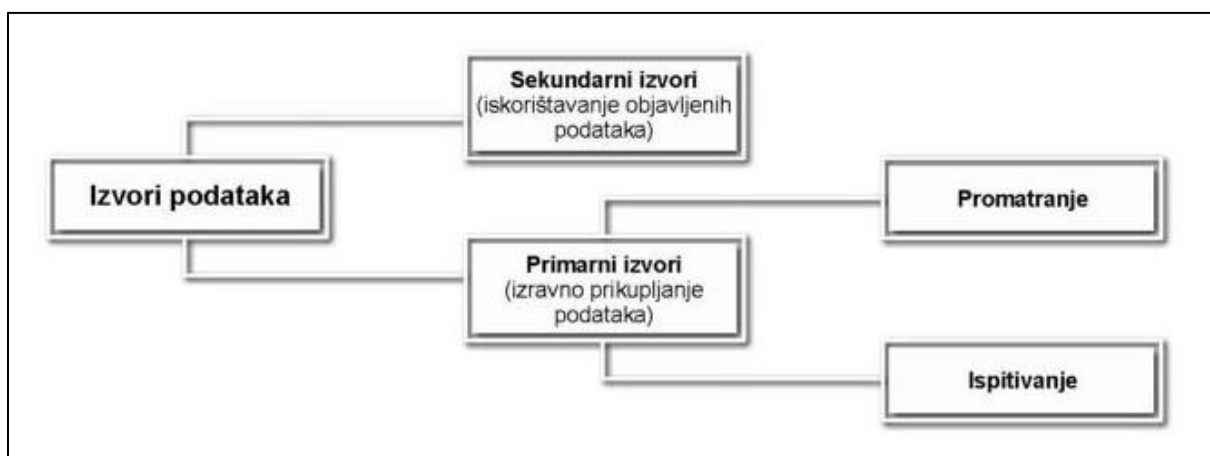 Sekundarni izvori
(iskorištavanje objavljenih
podataka)
Izvori podataka
Promatranje
Primarni izvori
(izravno prikupljanje
podataka)
Ispitivanje